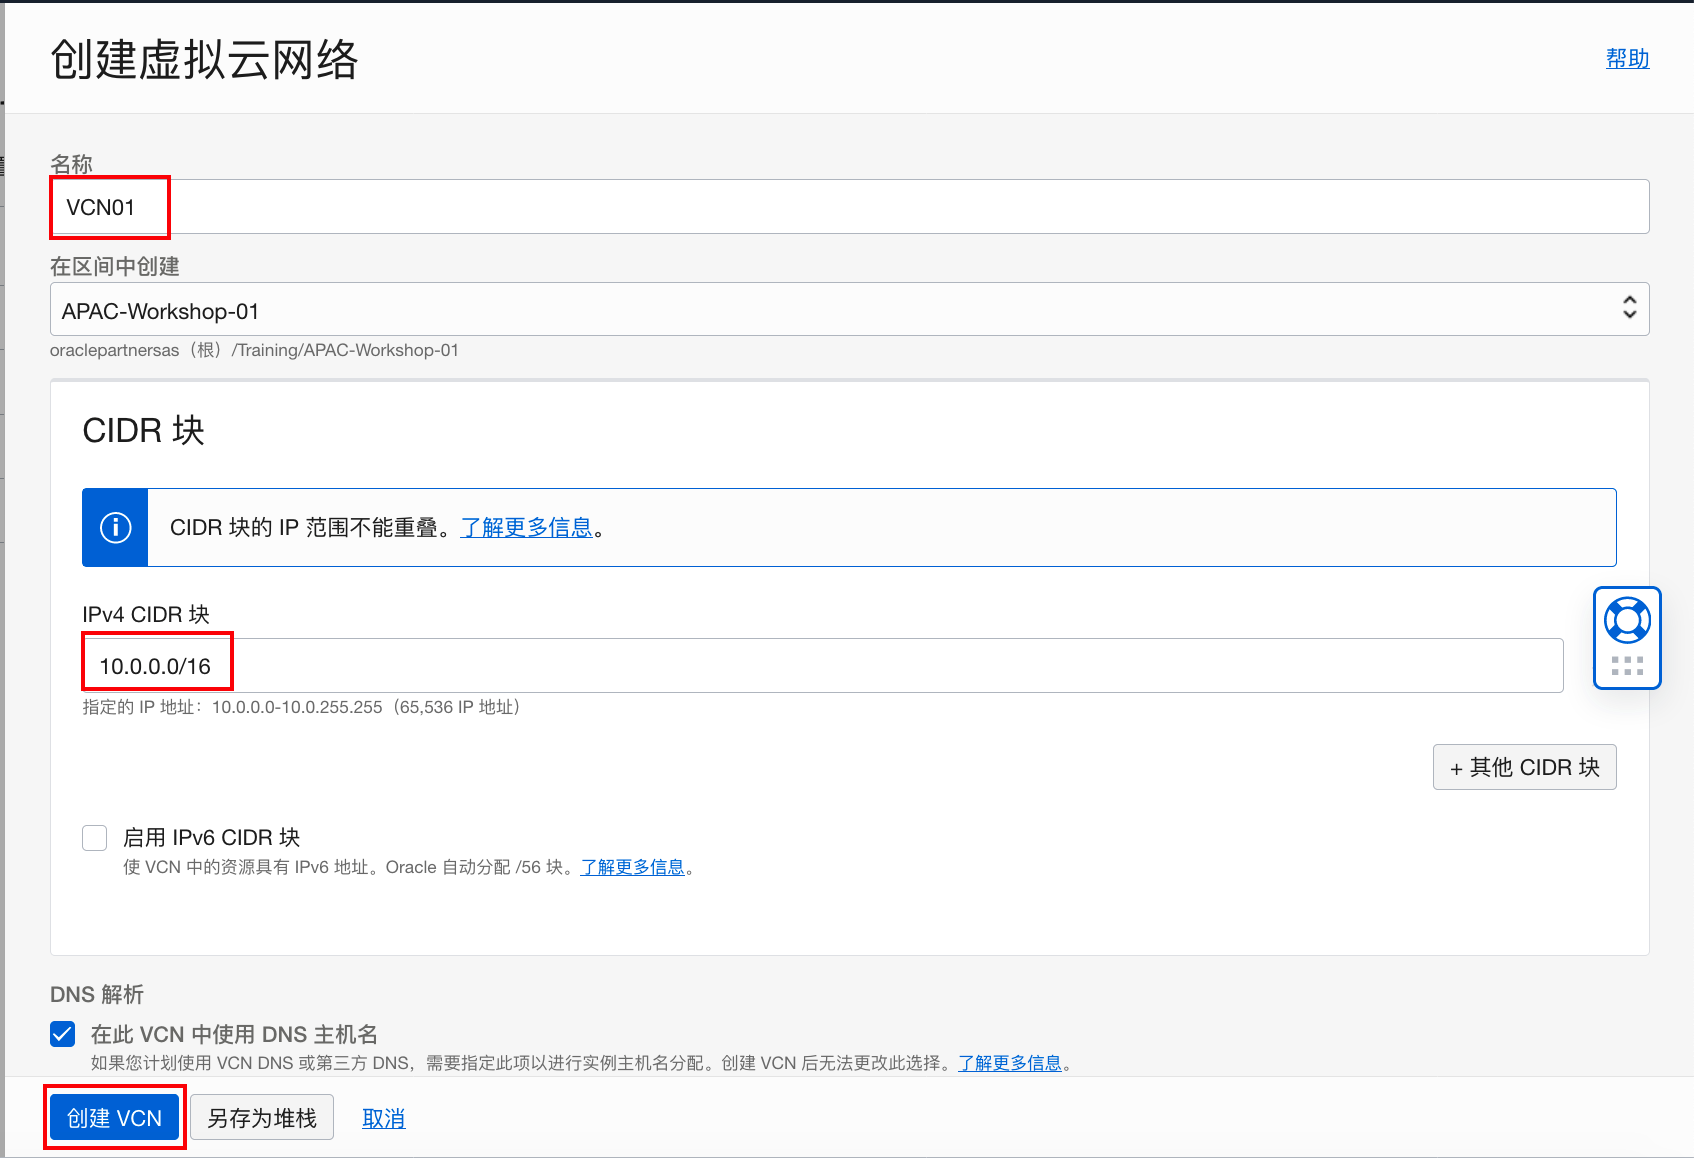 创建虚拟云网络
帮助
名称
VCN01
在区间中创建
APAC-Workshop-01
oraclepartnersas（根）/Training/APAC-Workshop-01
CIDR 块
CIDR 块的 IP 范围不能重叠。了解更多信息。
IPv4 CIDR 块
10.0.0.0/16
指定的 IP 地址：10.0.0.0-10.0.255.255（65,536 IP 地址）
+ 其他 CIDR 块
启用 IPv6 CIDR 块
使 VCN 中的资源具有 IPv6 地址。Oracle 自动分配 /56 块。了解更多信息。
DNS 解析
在此 VCN 中使用 DNS 主机名
如果您计划使用 VCN DNS 或第三方 DNS，需要指定此项以进行实例主机名分配。创建 VCN 后无法更改此选择。了解更多信息。
创建 VCN
另存为堆栈
取消